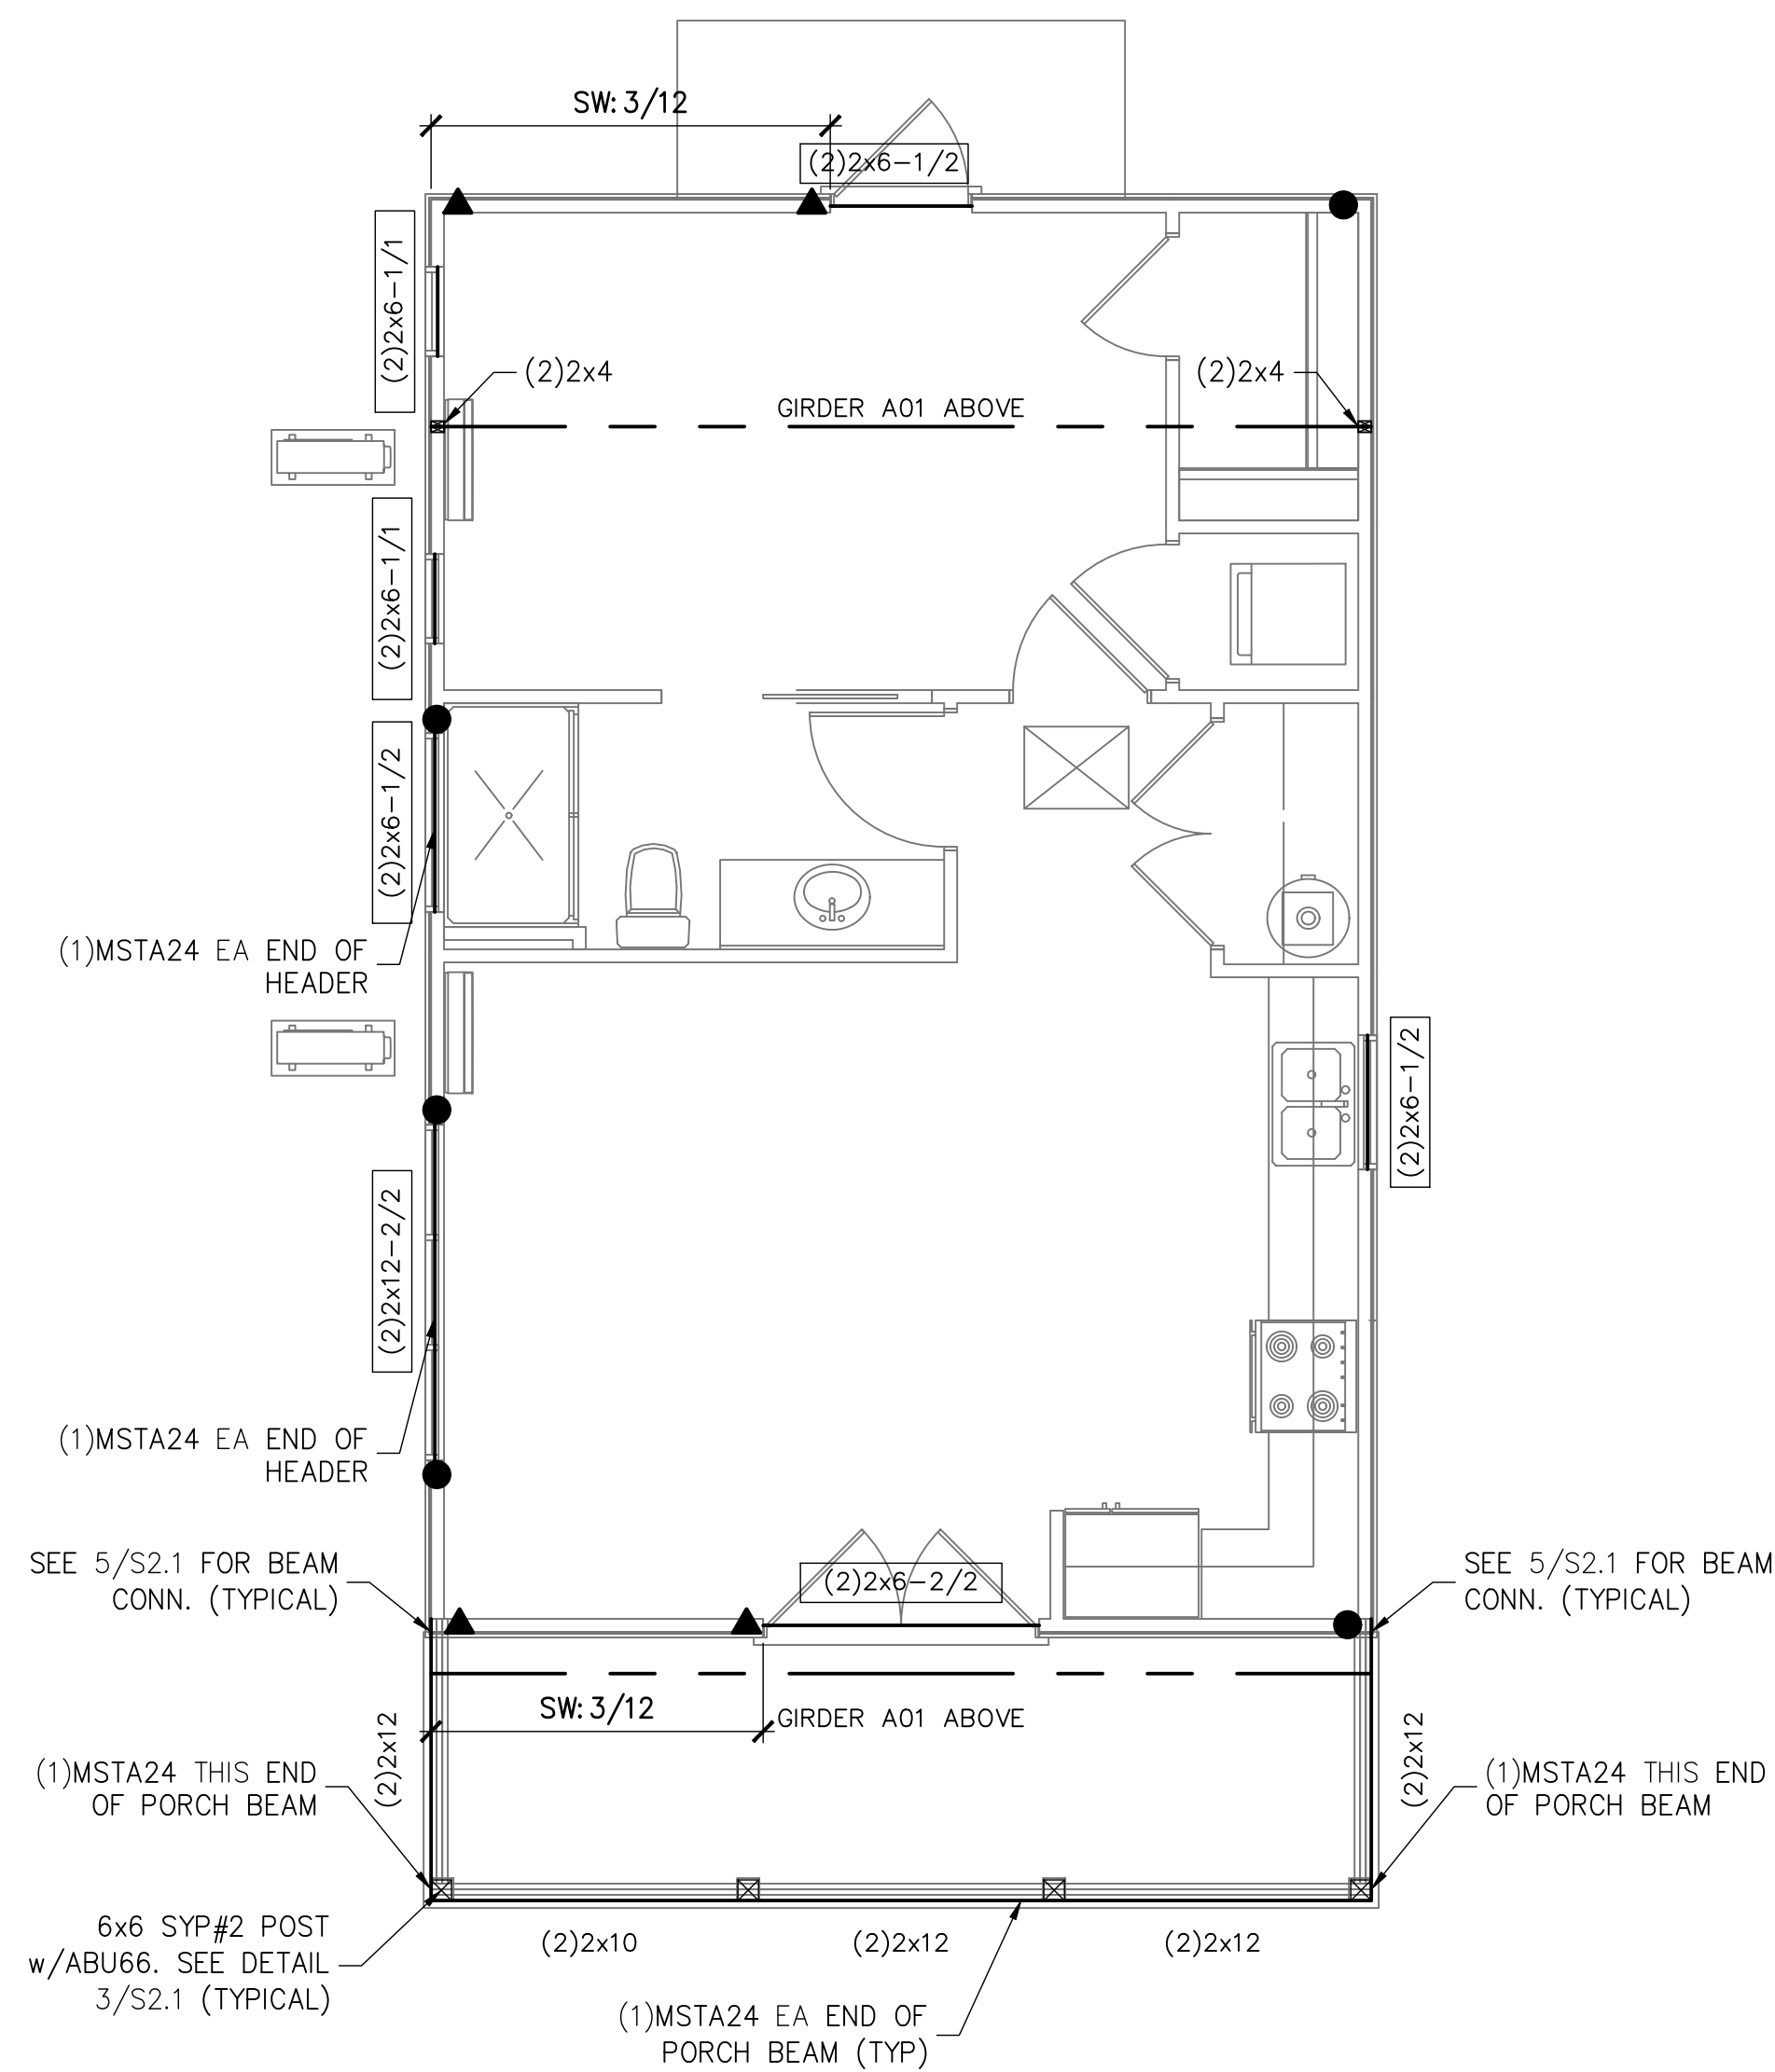 SW: 3/12
(2)2x6-1/2
(2)2x6-1/1
(2)2x4
(2)2x4
GIRDER A01 ABOVE
(2)2x6-1/1
(2)2x6-1/2
(1)MSTA24 EA END OF
HEADER
(2)2x6-1/2
(2)2x12-2/2
(1)MSTA24 EA END OF
HEADER
SEE 5/S2.1 FOR BEAM
CONN. (TYPICAL)
(2)2x6-2/2
SEE 5/S2.1 FOR BEAM
CONN. (TYPICAL)
SW: 3/12
GIRDER A01 ABOVE
(2)2x12
(2)2x12
(1)MSTA24 THIS END
OF PORCH BEAM
(1)MSTA24 THIS END
OF PORCH BEAM
6x6 SYP#2 POST
w/ABU66. SEE DETAIL
3/S2.1 (TYPICAL)
(2)2x10
(2)2x12
(2)2x12
(1)MSTA24 EA END OF
PORCH BEAM (TYP)